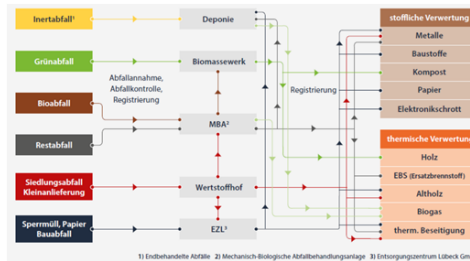 Inertabfall¹
Deponie
stoffliche Verwertung
Metalle
Grünabfall
Biomassewerk
Baustoffe
Abfallannahme,
Abfallkontrolle,
Registrierung
Registrierung
Kompost
Bioabfall
Papier
Elektronikschrott
MBA²
Restabfall
thermische Verwertung
Holz
Siedlungsabfall
Kleinanlieferung
Wertstoffhof
EBS (Ersatzbrennstoff)
Altholz
Biogas
Sperrmüll, Papier
Bauabfall
EZL³
therm. Beseitigung
1) Endbehandelte Abfälle 2) Mechanisch-Biologische Abfallbehandlungsanlage 3) Entsorgungszentrum Lübeck Gm